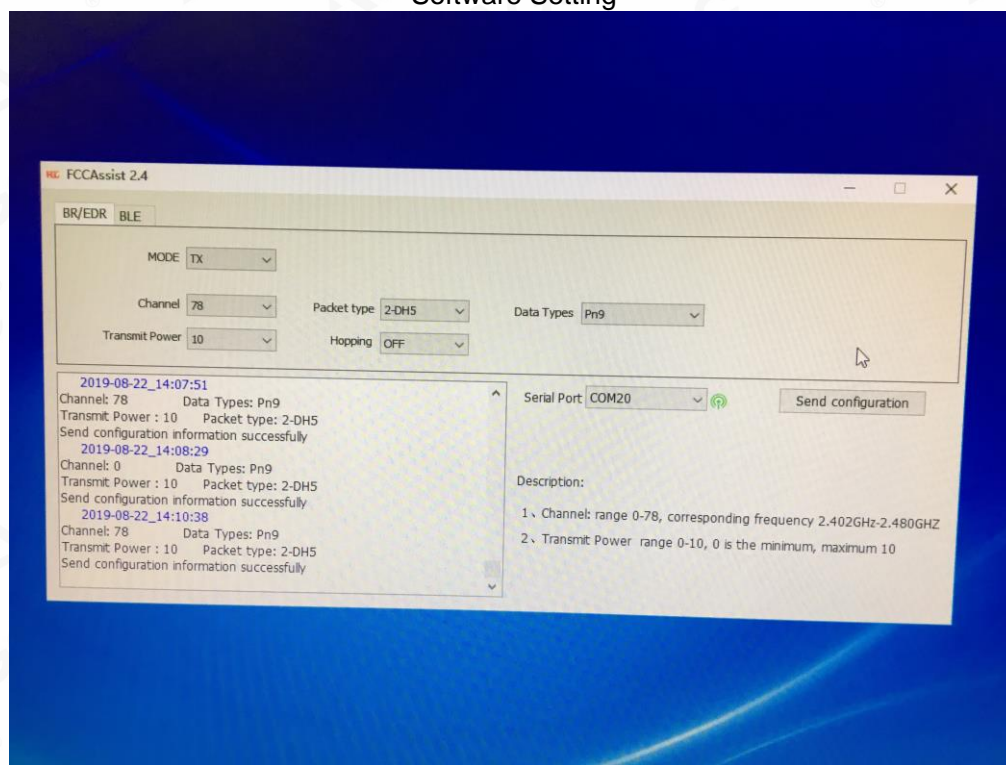 Software Setting
FCCAssist 2.4
BR/EDR BLE
MODE TX
Channel 78 Packet type 2-DH5 Data Types Pn9
Transmit Power 10 Hopping OFF
2019-08-22_14:07:51
Channel: 78 Data Types: Pn9
Transmit Power : 10 Packet type: 2-DH5
Send configuration information successfully
2019-08-22_14:08:29
Channel: 0 Data Types: Pn9
Transmit Power : 10 Packet type: 2-DH5
Send configuration information successfully
2019-08-22_14:10:38
Channel: 78 Data Types: Pn9
Transmit Power : 10 Packet type: 2-DH5
Send configuration information successfully
Serial Port COM20 Send configuration
Description:
1、Channel: range 0-78, corresponding frequency 2.402GHz-2.480GHZ
2、Transmit Power range 0-10, 0 is the minimum, maximum 10